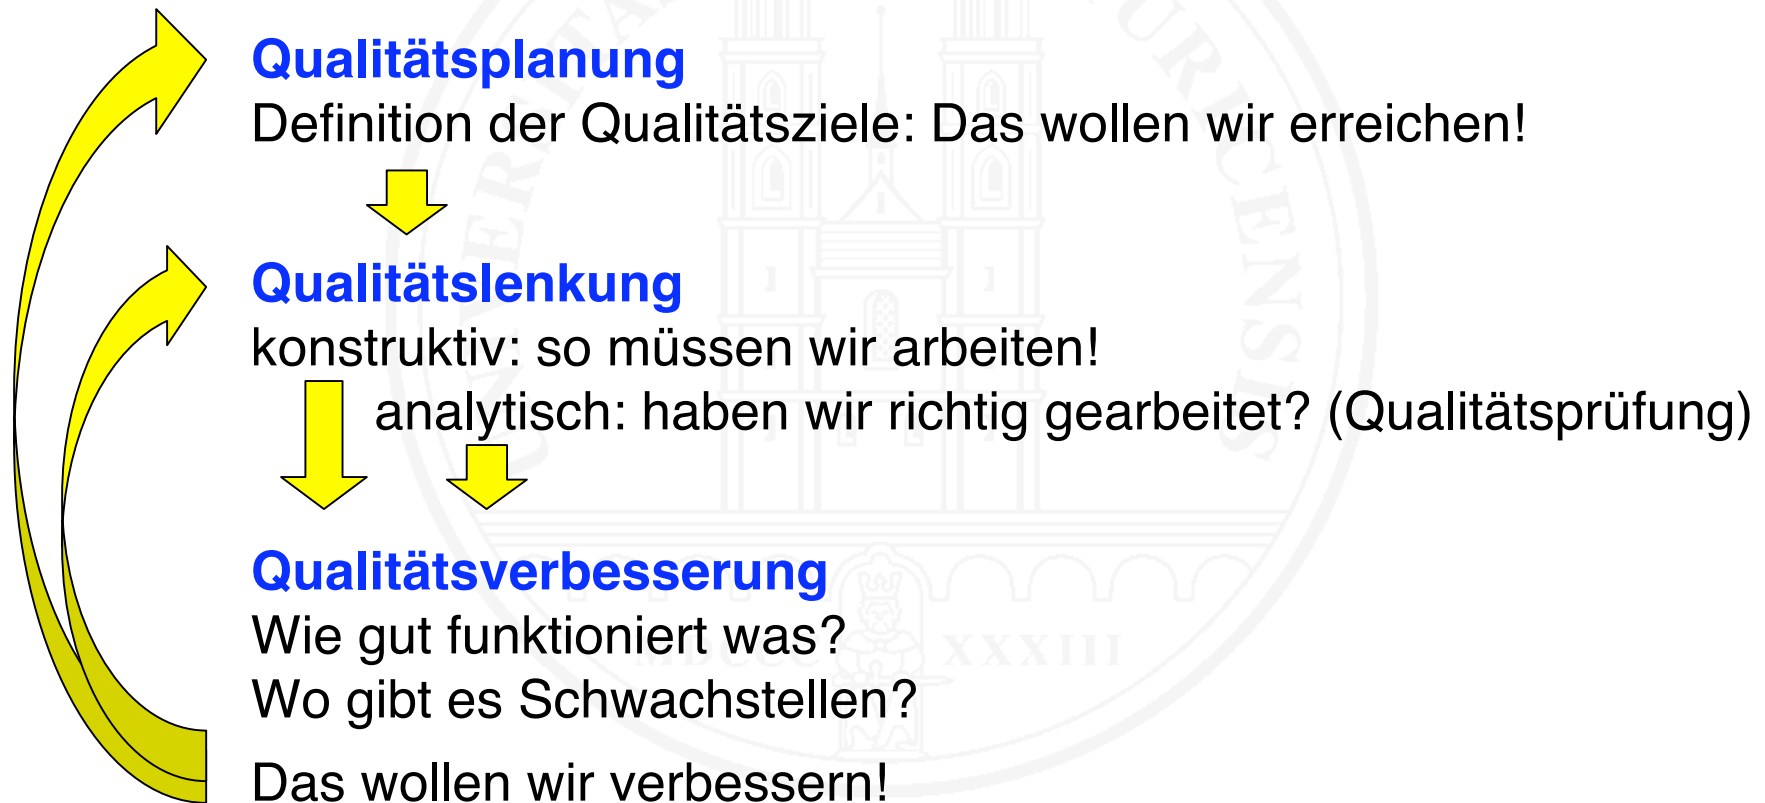 Qualitätsplanung
Definition der Qualitätsziele: Das wollen wir erreichen!
Qualitätslenkung
konstruktiv: so müssen wir arbeiten!
analytisch: haben wir richtig gearbeitet? (Qualitätsprüfung)
Qualitätsverbesserung
Wie gut funktioniert was?
Wo gibt es Schwachstellen?
Das wollen wir verbessern!
XXXIII